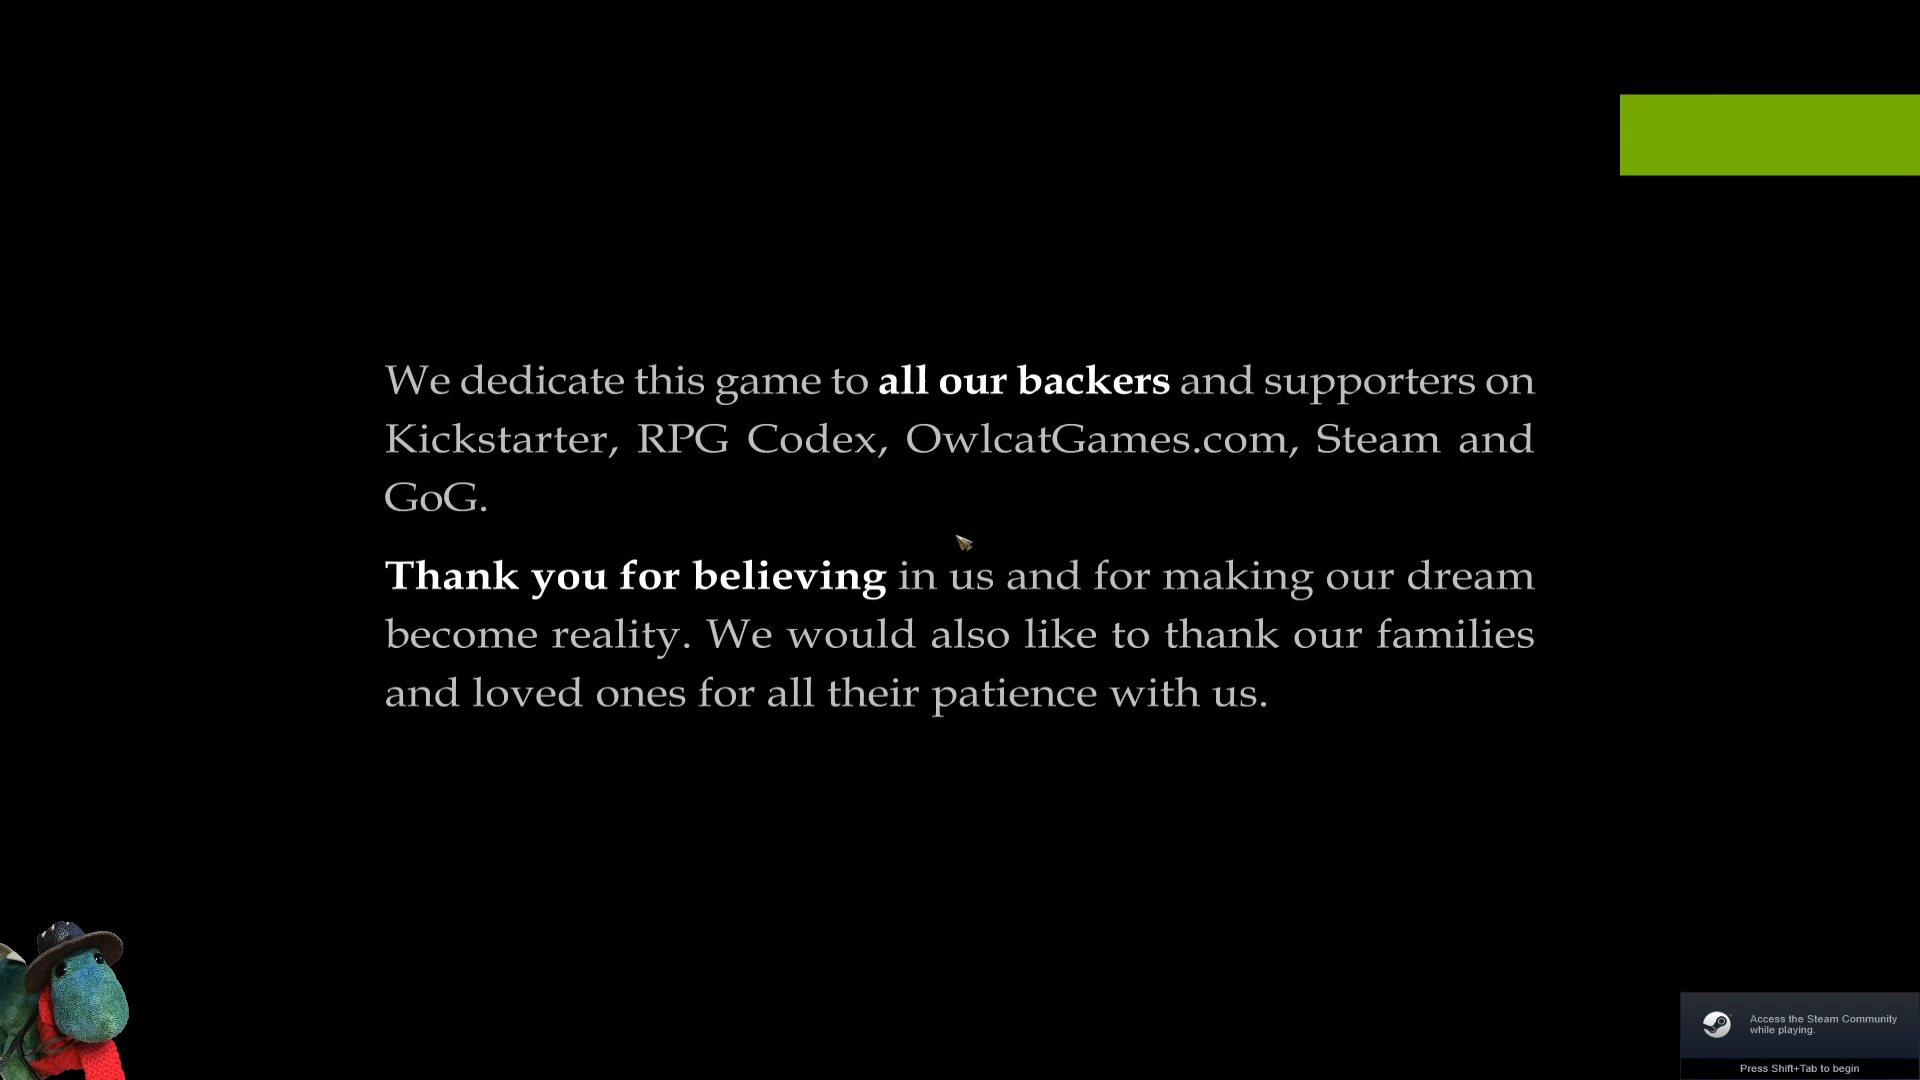 We dedicate this game to all our backers and supporters on
Kickstarter, RPG Codex, OwlcatGames.com, Steam and
GoG.
Thank you for believing in us and for making our dream
become reality. We would also like to thank our families
and loved ones for all their patience with us.
Access the Steam Community
while playing.
Press Shift+Tab to begin